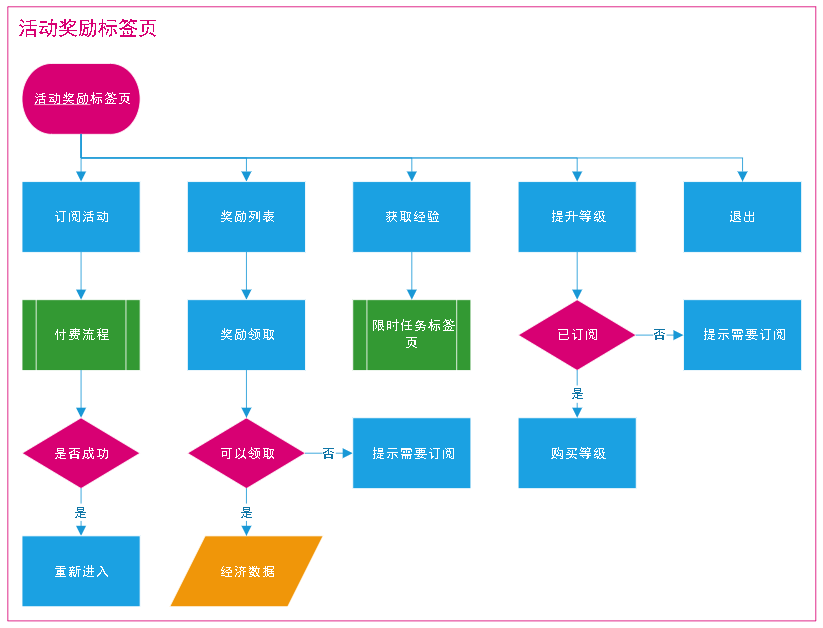 活动奖励标签页
活动奖励标签页
订阅活动
奖励列表
获取经验
提升等级
退出
付费流程
奖励领取
限时任务标签
页
已订阅
否
提示需要订阅
是
是否成功
可以领取
否
提示需要订阅
购买等级
是
是
重新进入
经济数据